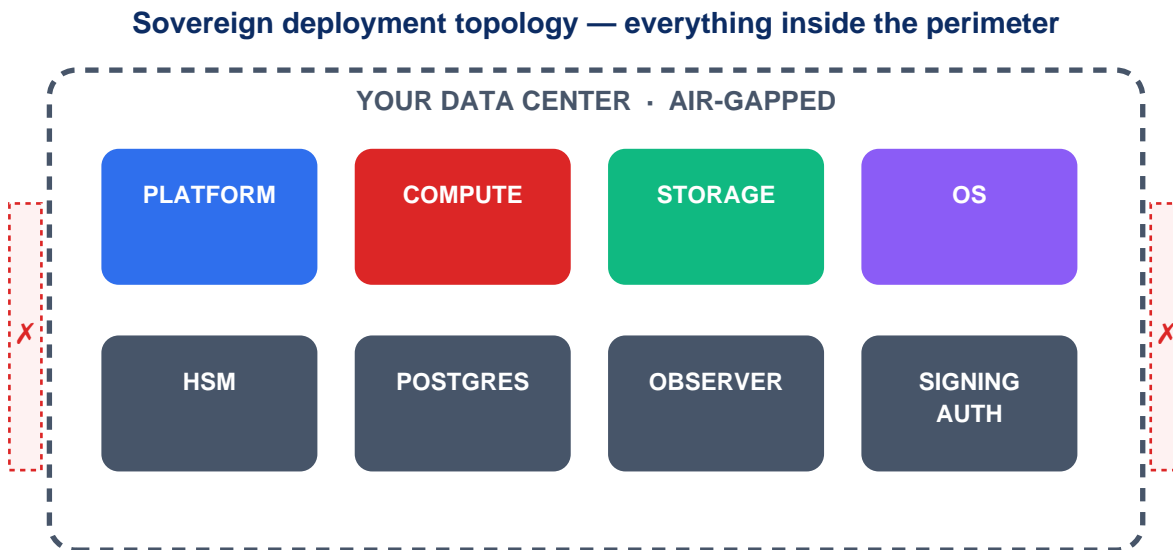 Sovereign deployment topology — everything inside the perimeter
YOUR DATA CENTER · AIR-GAPPED
PLATFORM
COMPUTE
STORAGE
OS
✗
✗
HSM
POSTGRES
OBSERVER
SIGNING
AUTH